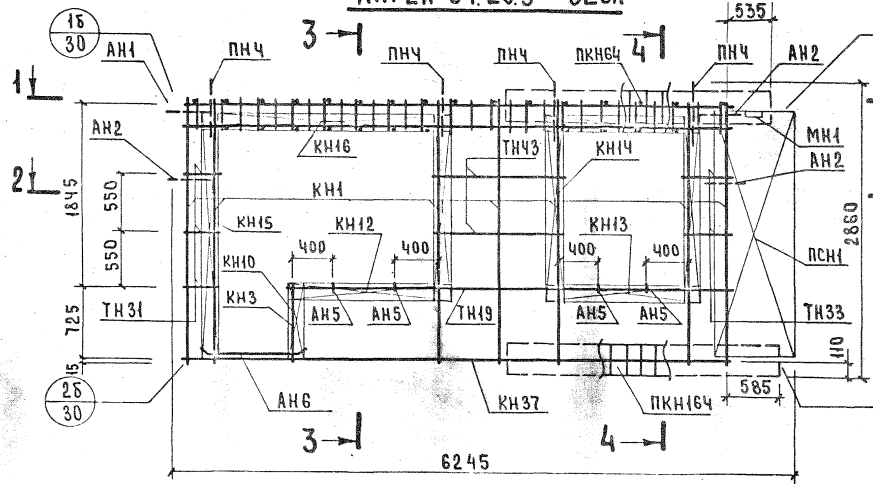 535
1б
30
АН1
ПН4
3
ПН4
ПН4
4
ПКН64
ПН4
АН2
1
АН2
КН16
ТН43
КН14
МН1
АН2
2
1845
550
550
КН1
КН15
КН12
КН13
400
400
400
400
КН10
КН3
2860
ПСН1
ТН31
АН5
АН5
ТН19
АН5
АН5
ТН33
725
15
110
2б
30
АН6
КН37
ПКН164
585
3
4
6245